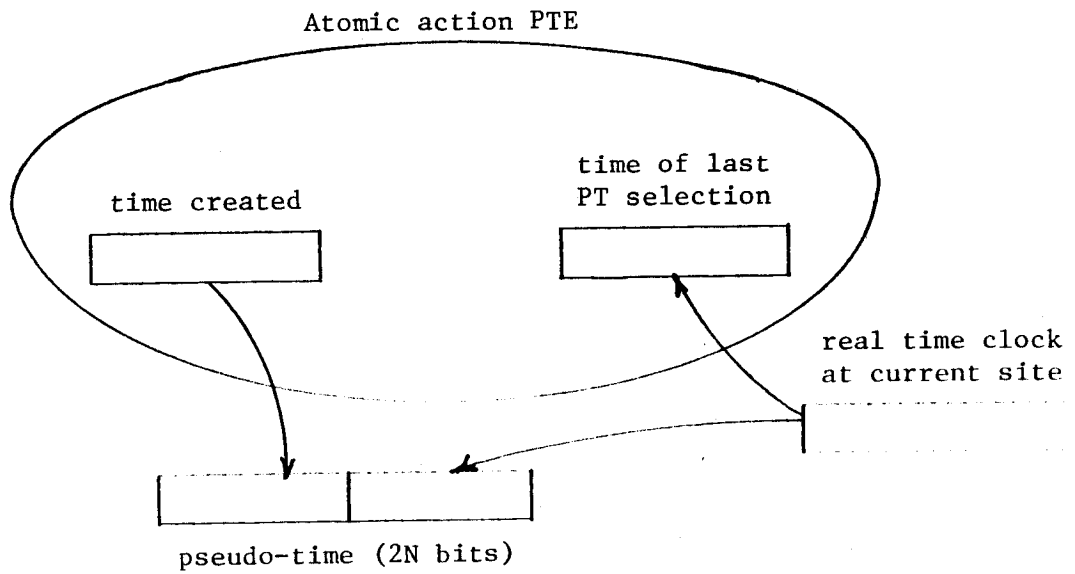 Atomic action PTE
time created
time of last
PT selection
real time clock
at current site
pseudo-time (2N bits)